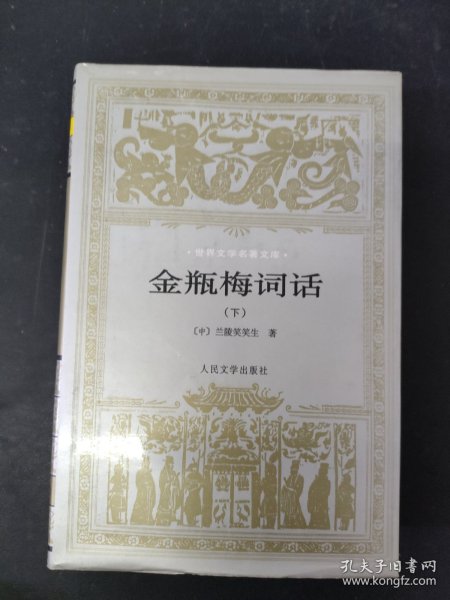 ·世界文学名著文库·
金瓶梅词话
（下）
〔中〕兰陵笑笑生 著
人民文学出版社
孔夫子旧书网
www.kongfz.com